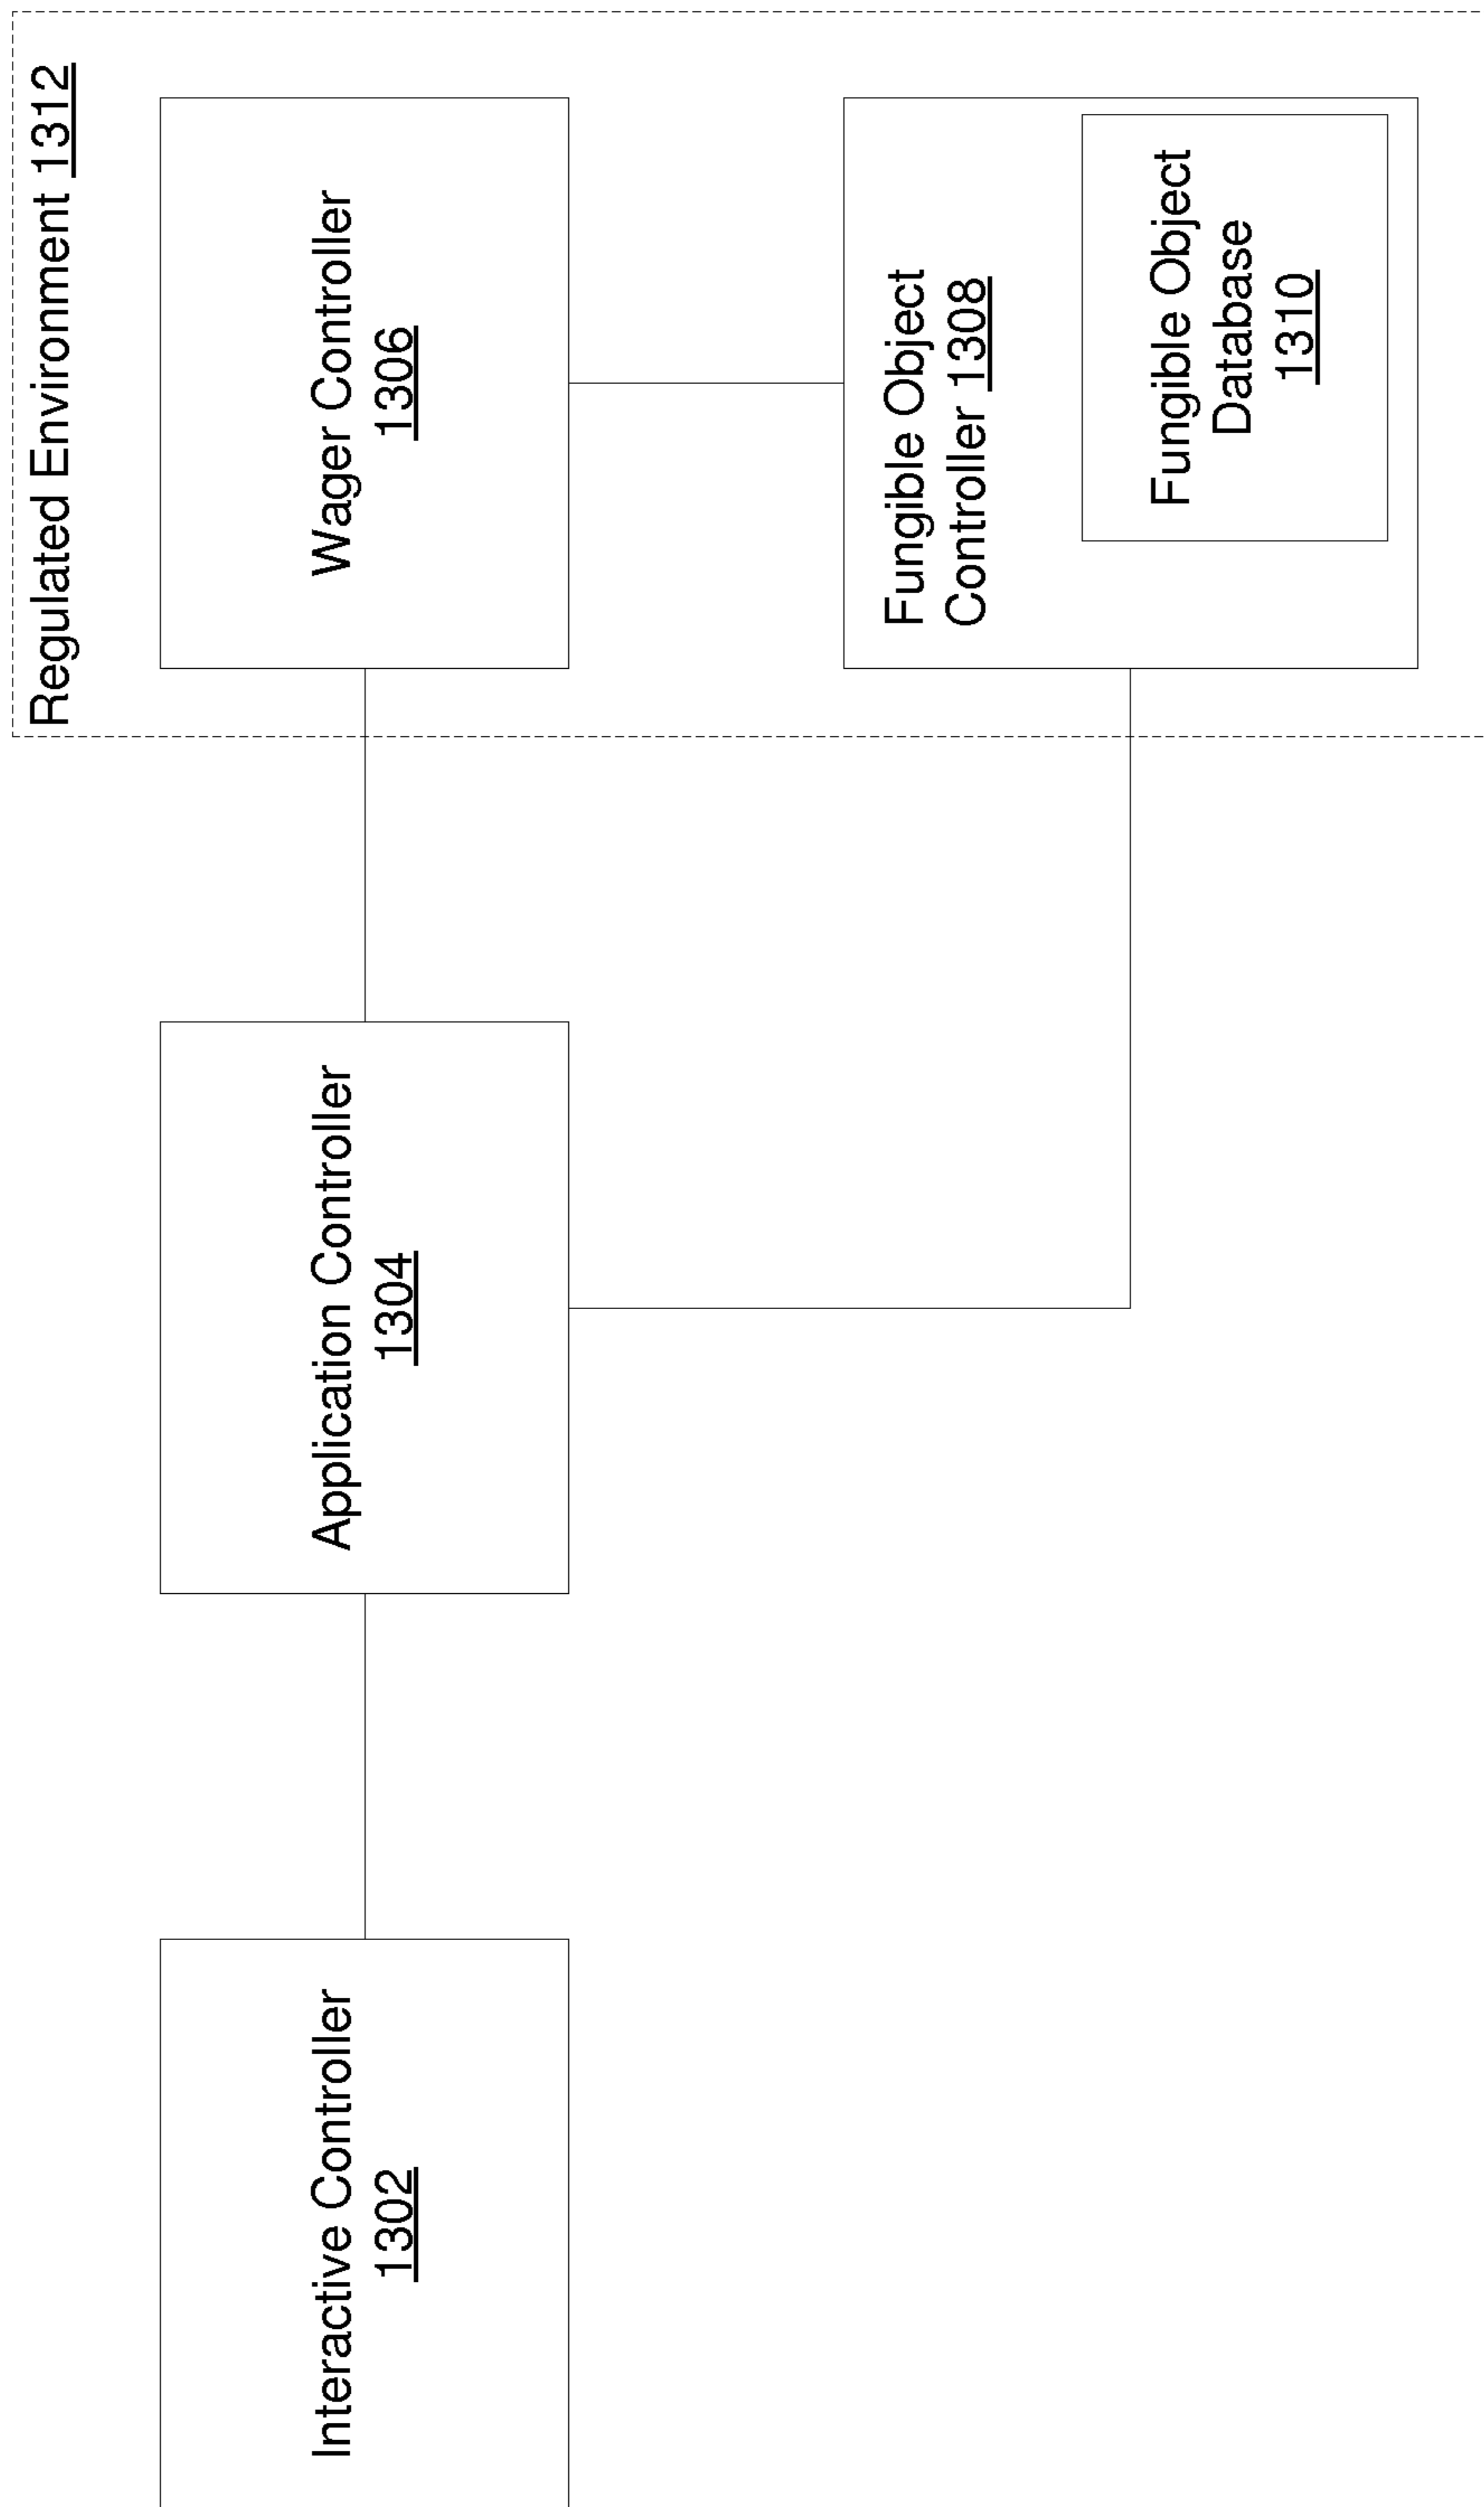 Regulated Environment 1312
Interactive Controller
1302
Application Controller
1304
Wager Controller
1306
Fungible Object
Controller 1308
Fungible Object
Database
1310